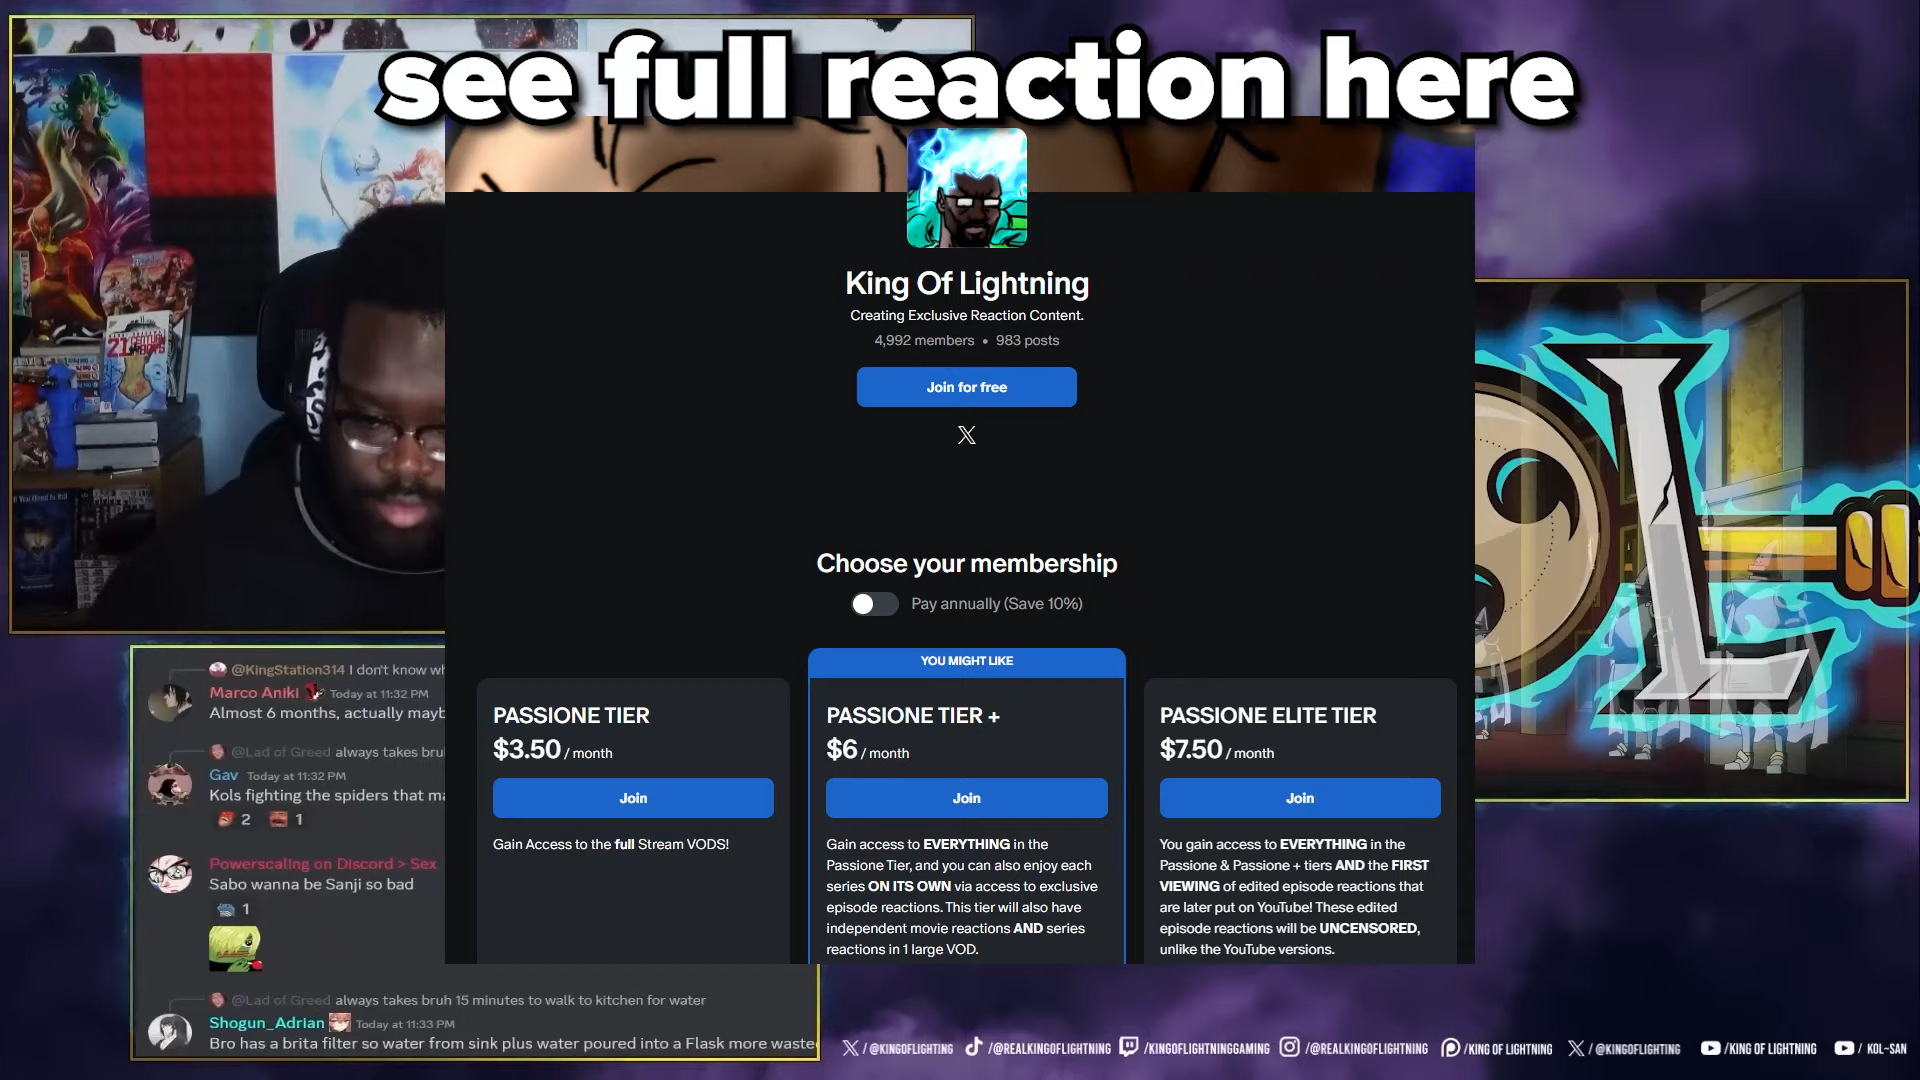 see full reaction here
King Of Lightning
Creating Exclusive Reaction Content.
4,992 members • 983 posts
Join for free
Choose your membership
Pay annually (Save 10%)
YOU MIGHT LIKE
PASSIONE TIER
$3.50 / month
Join
Gain Access to the full Stream VODS!
PASSIONE TIER +
$6 / month
Join
Gain access to EVERYTHING in the
Passione Tier, and you can also enjoy each
series ON ITS OWN via access to exclusive
episode reactions. This tier will also have
independent movie reactions AND series
reactions in 1 large VOD.
PASSIONE ELITE TIER
$7.50 / month
Join
You gain access to EVERYTHING in the
Passione & Passione + tiers AND the FIRST
VIEWING of edited episode reactions that
are later put on YouTube! These edited
episode reactions will be UNCENSORED,
unlike the YouTube versions.
21
@KingStation314 I don't know
Marco Aniki Today at 11:32 PM
Almost 6 months, actually
@Lad of Greed always takes
Gav Today at 11:32 PM
Kols fighting the spiders that
2 1
Powerscaling on Discord > Sex
Sabo wanna be Sanji so bad
1
@Lad of Greed always takes bruh 15 minutes to walk to kitchen for water
Shogun_Adrian Today at 11:33 PM
Bro has a brita filter so water from sink plus water poured into a Flask more
L
/ @KINGOFLIGHTING
/@REALKINGOFLIGHTNING
/KINGOFLIGHTNINGGAMING
/@REALKINGOFLIGHTNING
/KING OF LIGHTNING
/ @KINGOFLIGHTING
/KING OF LIGHTNING
/ KOL-SAN